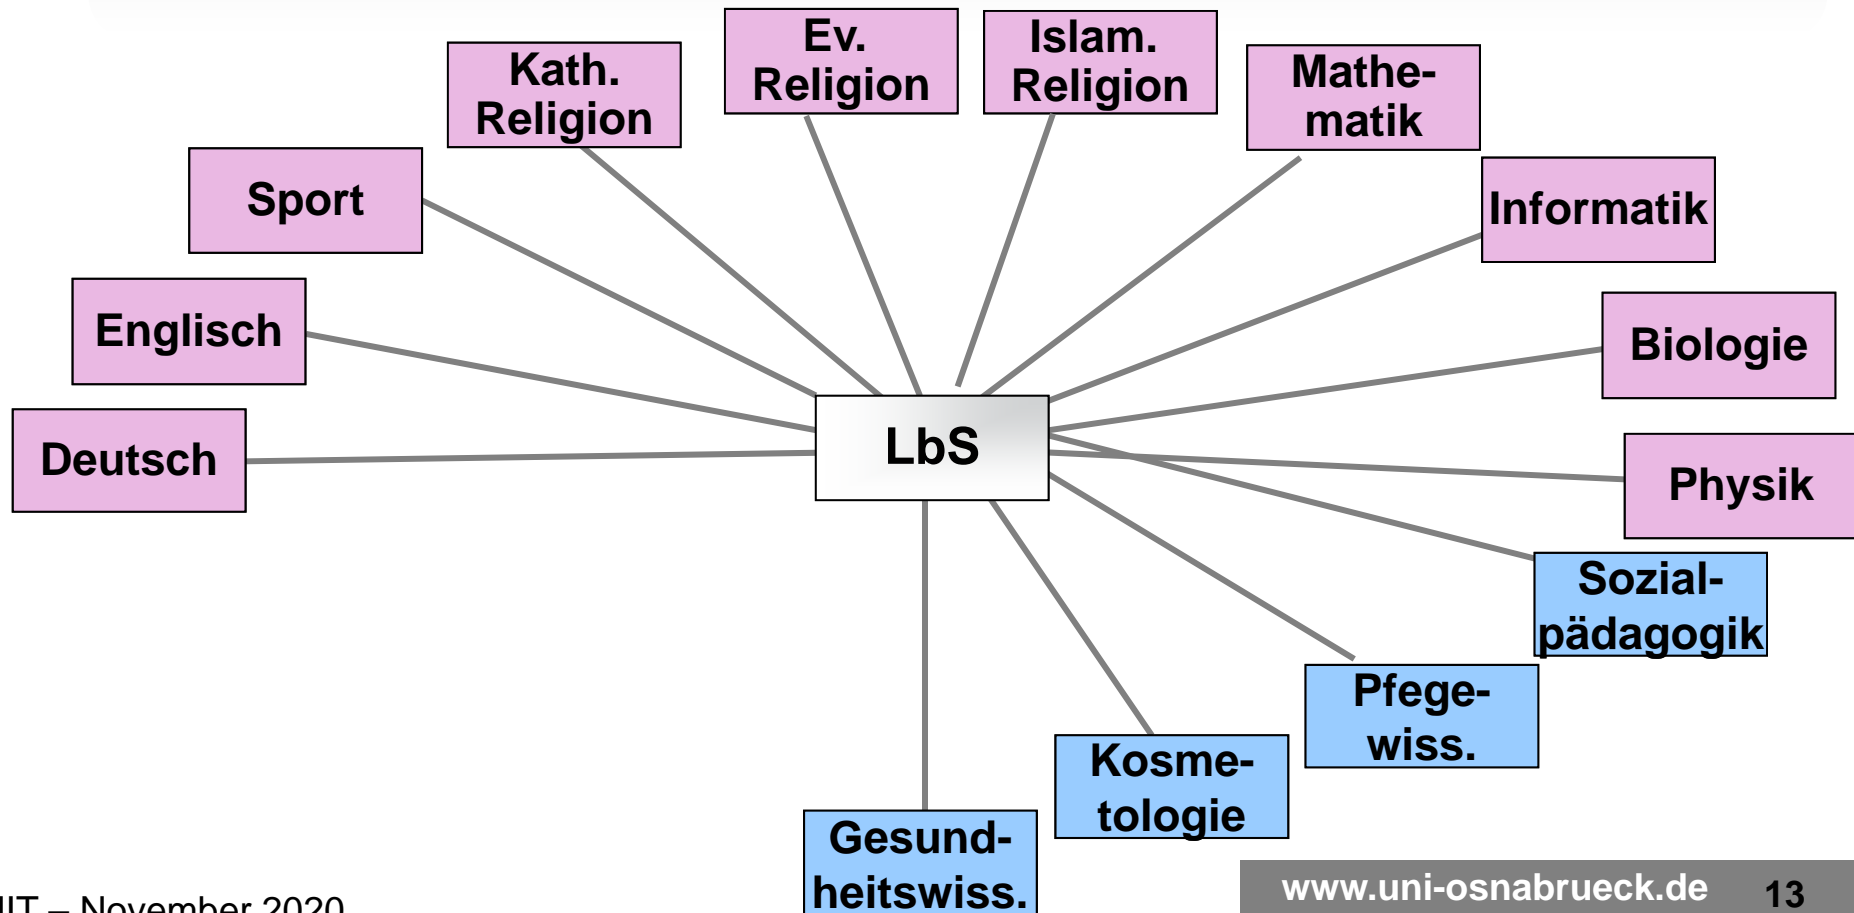 Ev.
Religion
Islam.
Religion
Kath.
Religion
Mathe-
matik
Sport
Informatik
Englisch
Biologie
Deutsch
LbS
Physik
Sozial-
pädagogik
Pfege-
wiss.
Kosme-
tologie
Gesund-
heitswiss.
– November 2020
www.uni-osnabrueck.de 13